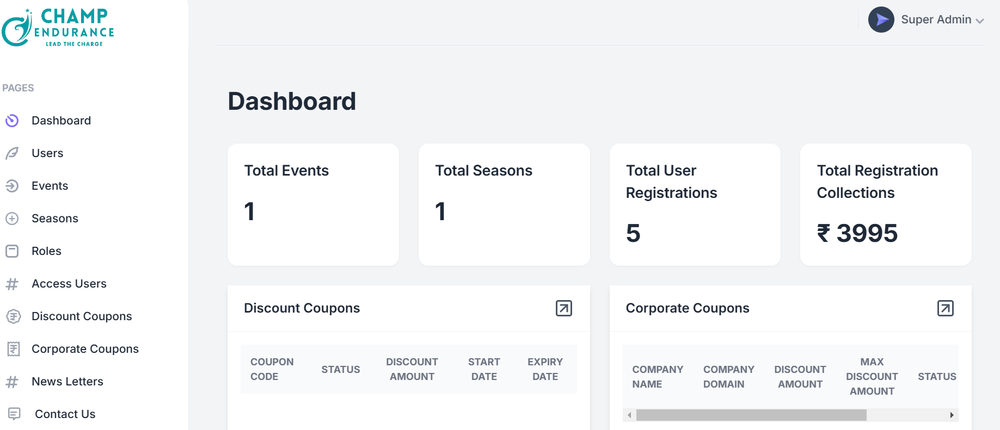 CHAMP
ENDURANCE
LEAD THE CHARGE
Super Admin
PAGES
Dashboard
Users
Events
Seasons
Roles
Access Users
Discount Coupons
Corporate Coupons
News Letters
Contact Us
Dashboard
Total Events
1
Total Seasons
1
Total User
Registrations
5
Total Registration
Collections
₹ 3995
Discount Coupons
COUPON
CODE
STATUS
DISCOUNT
AMOUNT
START
DATE
EXPIRY
DATE
Corporate Coupons
COMPANY
NAME
COMPANY
DOMAIN
DISCOUNT
AMOUNT
MAX
DISCOUNT
AMOUNT
STATUS